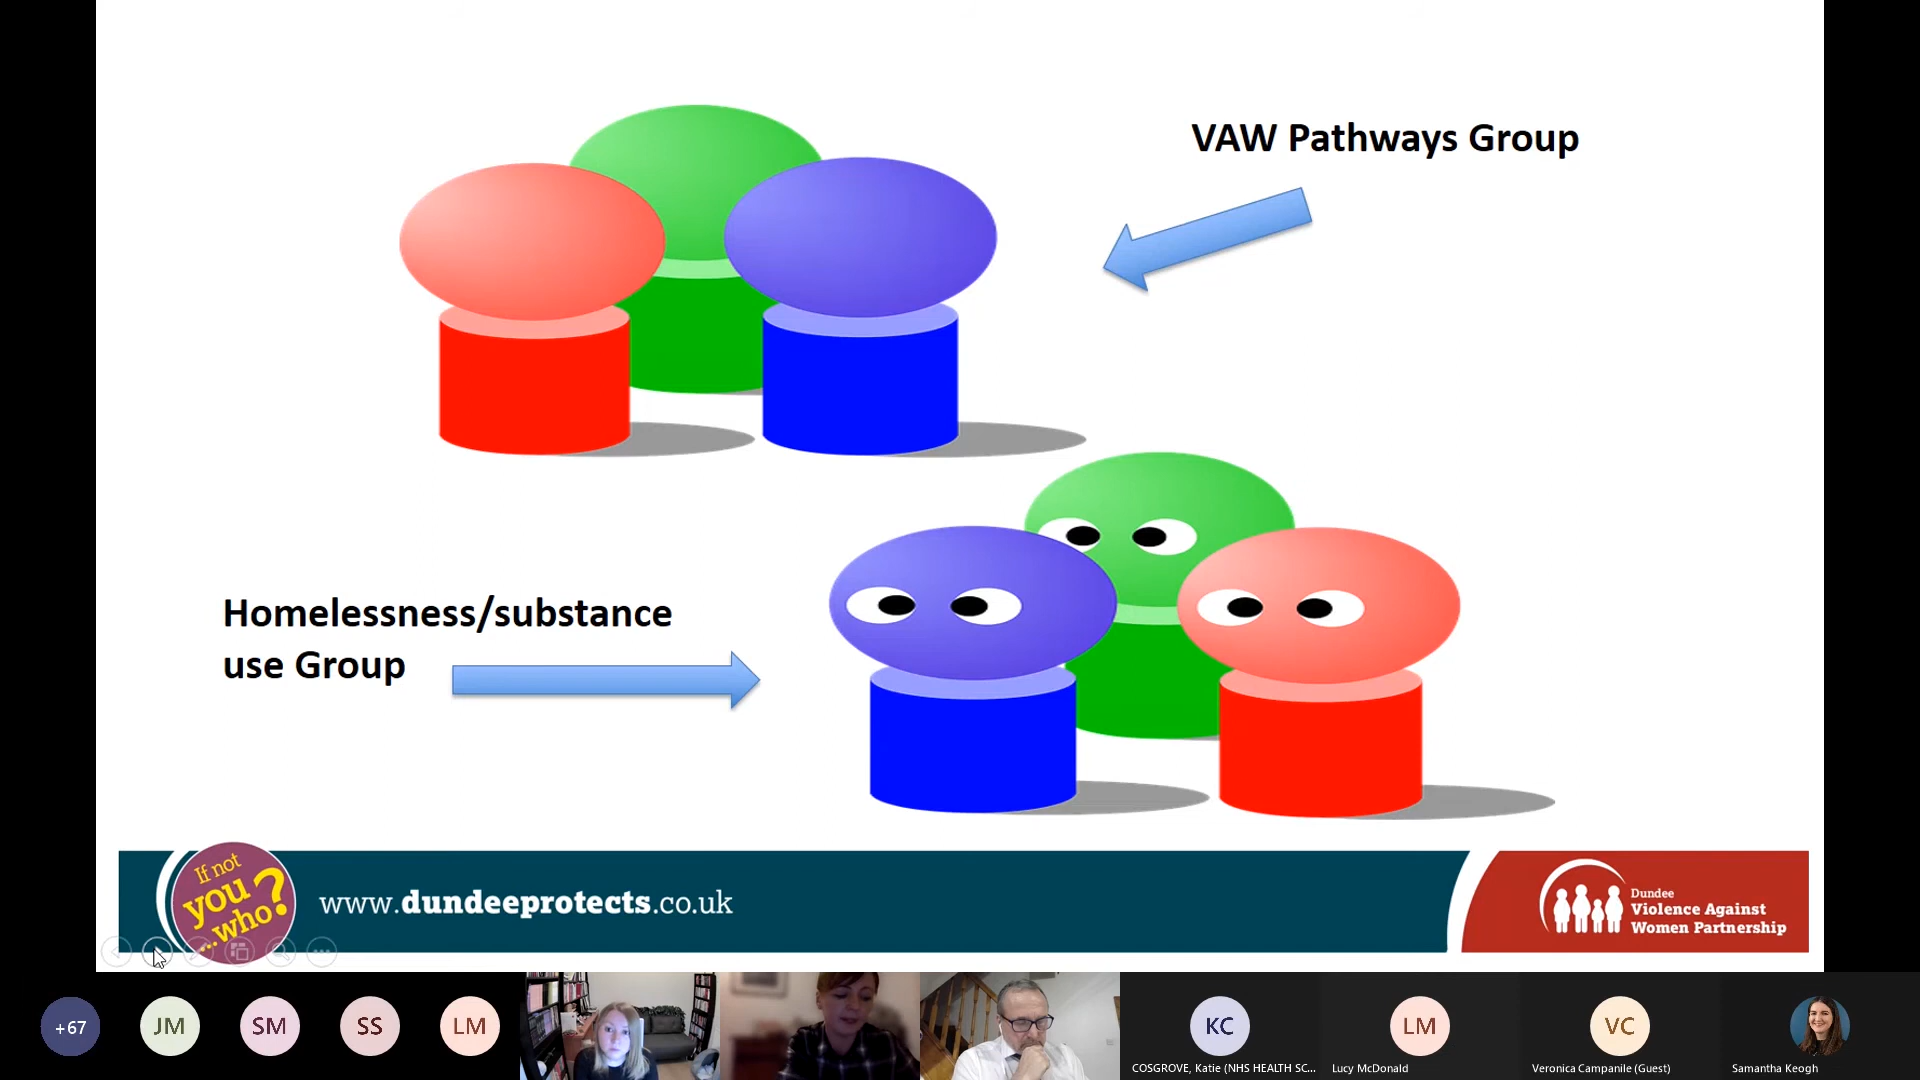 VAW Pathways Group
Homelessness/substance
use Group
If not
you
...who?
www.dundeeprotects.co.uk
Dundee
Violence Against
Women Partnership
+67
JM
SM
SS
LM
KC
LM
VC
COSGROVE, Katie (NHS HEALTH SC...
Lucy McDonald
Veronica Campanile (Guest)
Samantha Keogh